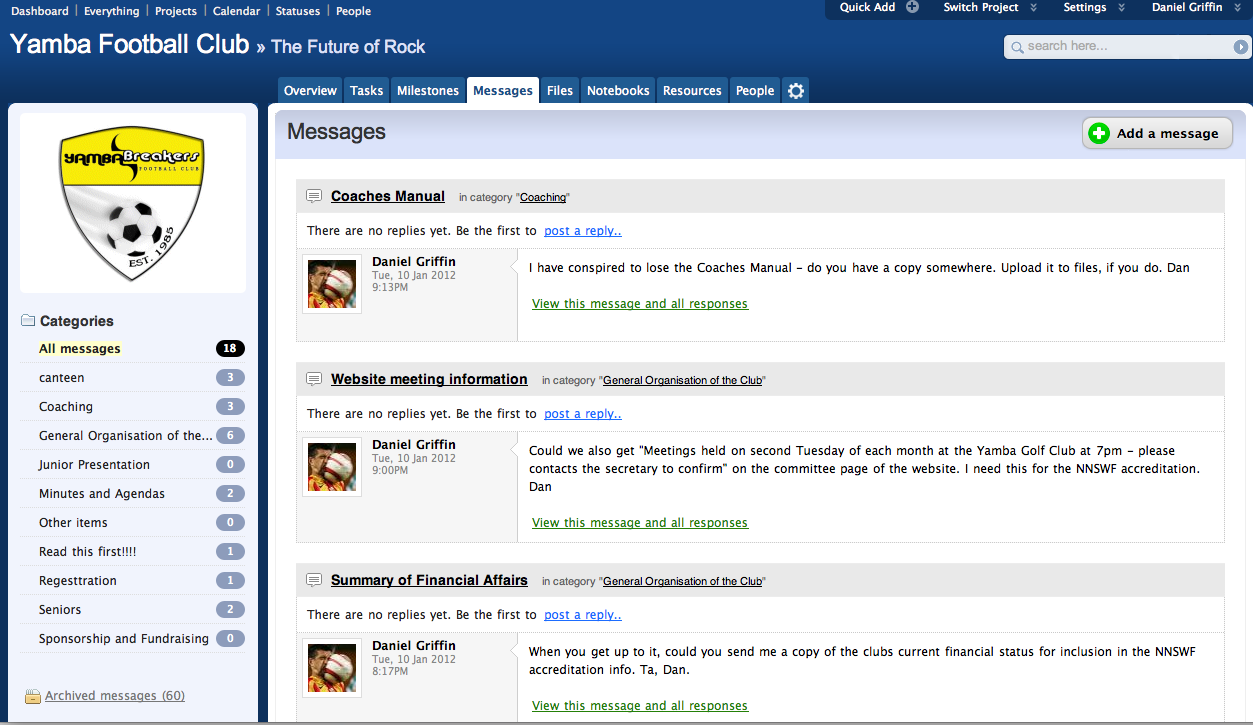 Dashboard | Everything | Projects | Calendar | Statuses | People
Quick Add Switch Project Settings Daniel Griffin
Yamba Football Club » The Future of Rock
search here...
Overview Tasks Milestones Messages Files Notebooks Resources People
YAMBA Breakers
FOOTBALL CLUB
EST. 1985
Categories
All messages 18
canteen 3
Coaching 3
General Organisation of the... 6
Junior Presentation 0
Minutes and Agendas 2
Other items 0
Read this first!!!! 1
Regesttration 1
Seniors 2
Sponsorship and Fundraising 0
Archived messages (60)
Messages
Add a message
Coaches Manual in category "Coaching"
There are no replies yet. Be the first to post a reply..
Daniel Griffin
Tue, 10 Jan 2012
9:13PM
I have conspired to lose the Coaches Manual - do you have a copy somewhere. Upload it to files, if you do. Dan
View this message and all responses
Website meeting information in category "General Organisation of the Club"
There are no replies yet. Be the first to post a reply..
Daniel Griffin
Tue, 10 Jan 2012
9:00PM
Could we also get "Meetings held on second Tuesday of each month at the Yamba Golf Club at 7pm - please
contacts the secretary to confirm" on the committee page of the website. I need this for the NNSWF accreditation.
Dan
View this message and all responses
Summary of Financial Affairs in category "General Organisation of the Club"
There are no replies yet. Be the first to post a reply..
Daniel Griffin
Tue, 10 Jan 2012
8:17PM
When you get up to it, could you send me a copy of the clubs current financial status for inclusion in the NNSWF
accreditation info. Ta, Dan.
View this message and all responses